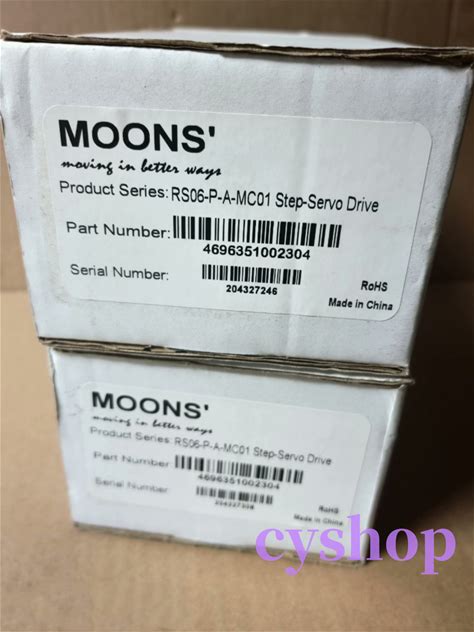 MOONS'
moving in better ways
Product Series: RS06-P-A-MC01 Step-Servo Drive
Part Number:
4696351002304
Serial Number:
204327246
RoHS
Made in China
MOONS'
moving in better ways
Product Series: RS06-P-A-MC01 Step-Servo Drive
Part Number
4696351002304
Serial Number:
RoHS
Made in China
cyshop